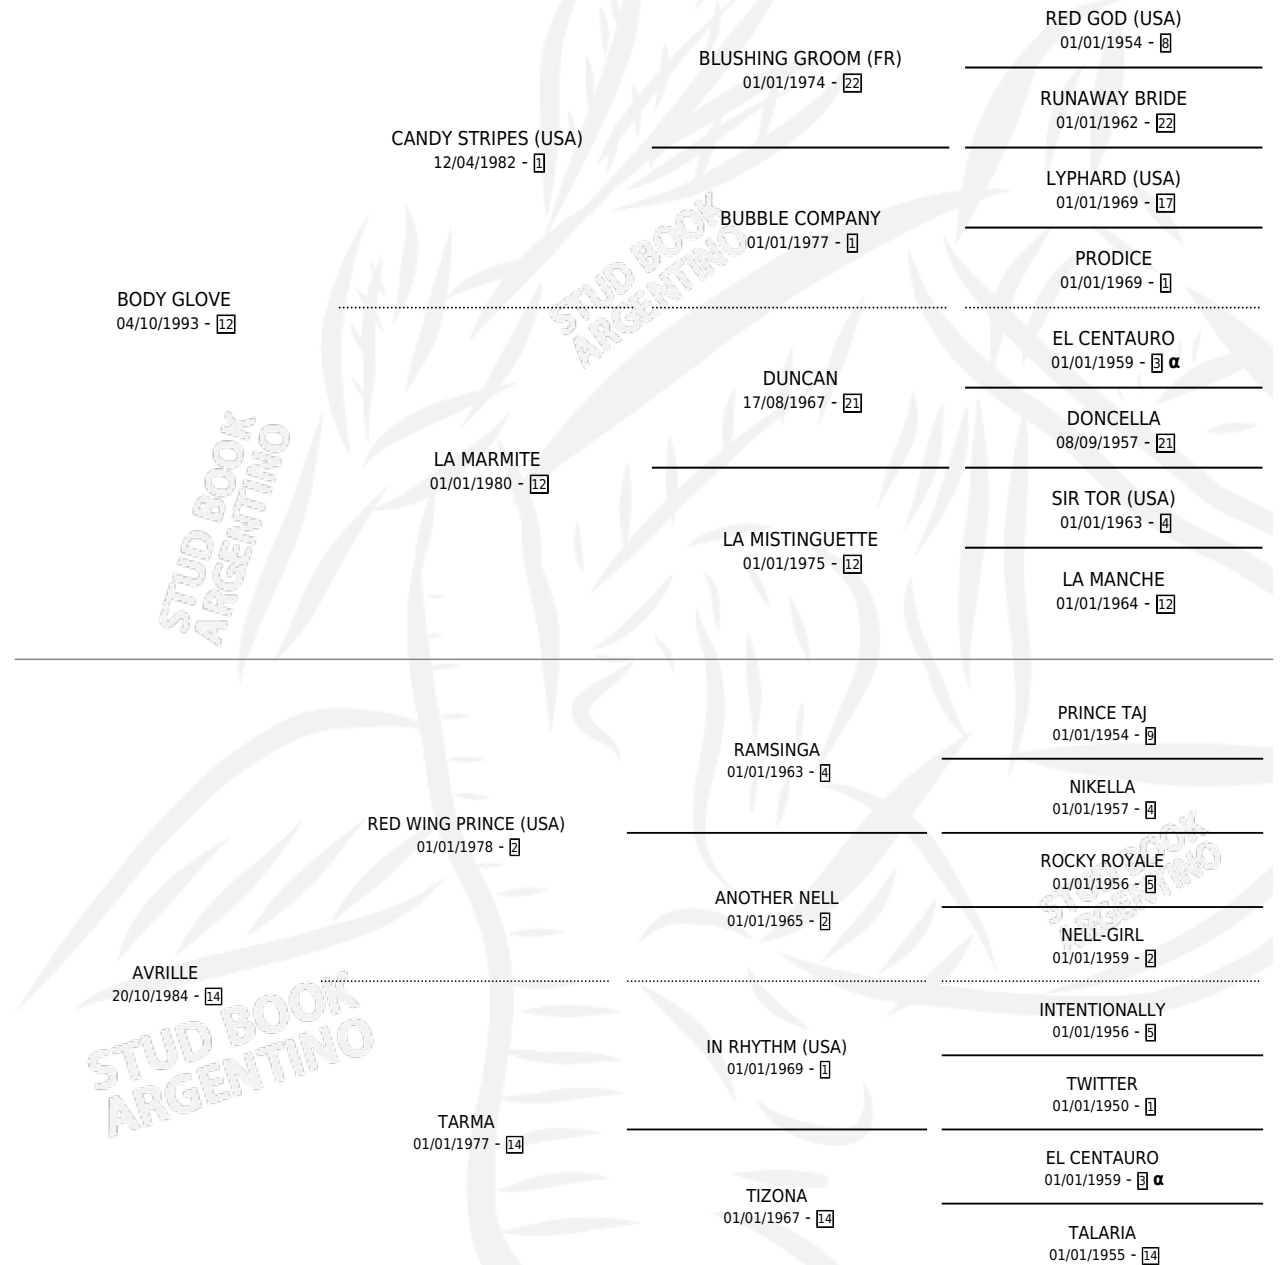 RED GOD (USA)
01/01/1954 - 8
BLUSHING GROOM (FR)
01/01/1974 - 22
RUNAWAY BRIDE
01/01/1962 - 22
CANDY STRIPES (USA)
12/04/1982 - 1
LYPHARD (USA)
01/01/1969 - 17
BUBBLE COMPANY
01/01/1977 - 1
PRODICE
01/01/1969 - 1
BODY GLOVE
04/10/1993 - 12
EL CENTAURO
01/01/1959 - 3 α
DUNCAN
17/08/1967 - 21
DONCELLA
08/09/1957 - 21
LA MARMITE
01/01/1980 - 12
SIR TOR (USA)
01/01/1963 - 4
LA MISTINGUETTE
01/01/1975 - 12
LA MANCHE
01/01/1964 - 12
STUD BOOK
ARGENTINO
STUD BOOK
ARGENTINO
PRINCE TAJ
01/01/1954 - 9
RAMSINGA
01/01/1963 - 4
NIKELLA
01/01/1957 - 4
RED WING PRINCE (USA)
01/01/1978 - 2
ROCKY ROYALE
01/01/1956 - 5
ANOTHER NELL
01/01/1965 - 2
NELL-GIRL
01/01/1959 - 2
AVRILLE
20/10/1984 - 14
INTENTIONALLY
01/01/1956 - 5
IN RHYTHM (USA)
01/01/1969 - 1
TWITTER
01/01/1950 - 1
TARMA
01/01/1977 - 14
EL CENTAURO
01/01/1959 - 3 α
TIZONA
01/01/1967 - 14
TALARIA
01/01/1955 - 14
STUD BOOK
ARGENTINO
STUD BOOK
ARGENTINO